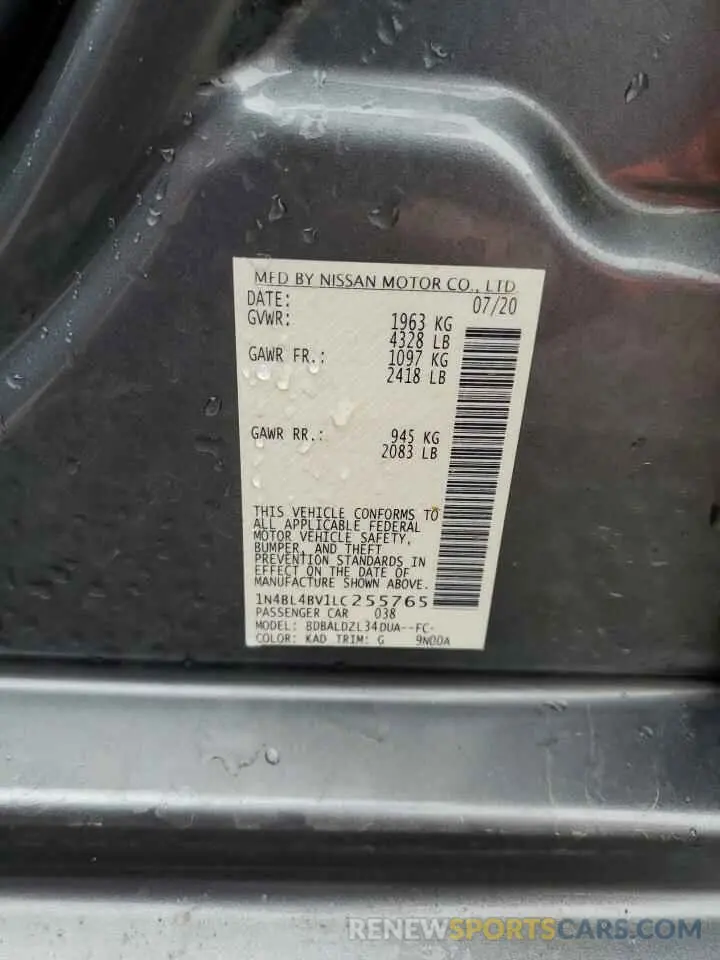 MFD BY NISSAN MOTOR CO., LTD
DATE: 07/20
GVWR: 1963 KG
4328 LB
GAWR FR.: 1097 KG
2418 LB
GAWR RR.: 945 KG
2083 LB
THIS VEHICLE CONFORMS TO
ALL APPLICABLE FEDERAL
MOTOR VEHICLE SAFETY,
BUMPER, AND THEFT
PREVENTION STANDARDS IN
EFFECT ON THE DATE OF
MANUFACTURE SHOWN ABOVE.
1N4BL4BV1LC255765
PASSENGER CAR 038
MODEL: BDBALDZL34DUA--FC-
COLOR: KAD TRIM: G 9N00A
RENEWSPORTSCARS.COM